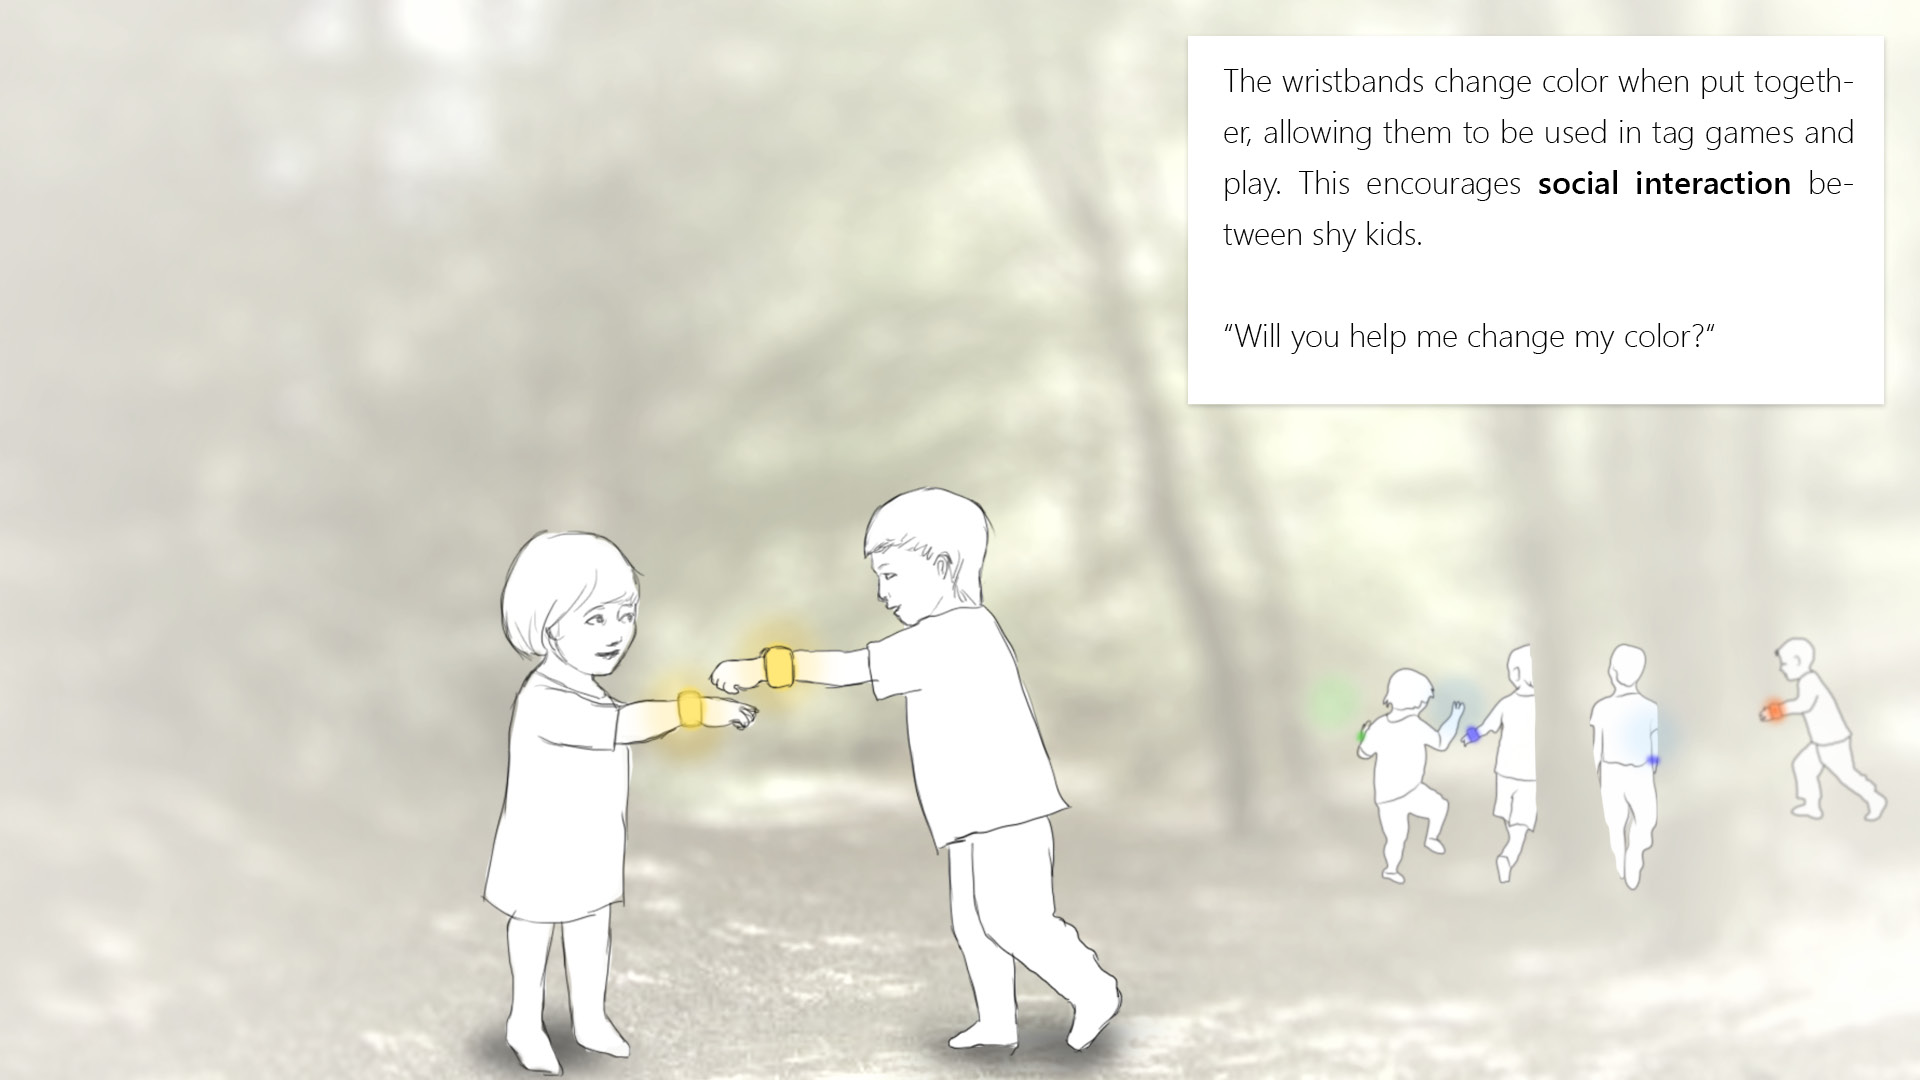 The wristbands change color when put togeth-
er, allowing them to be used in tag games and
play. This encourages social interaction be-
tween shy kids.
“Will you help me change my color?“